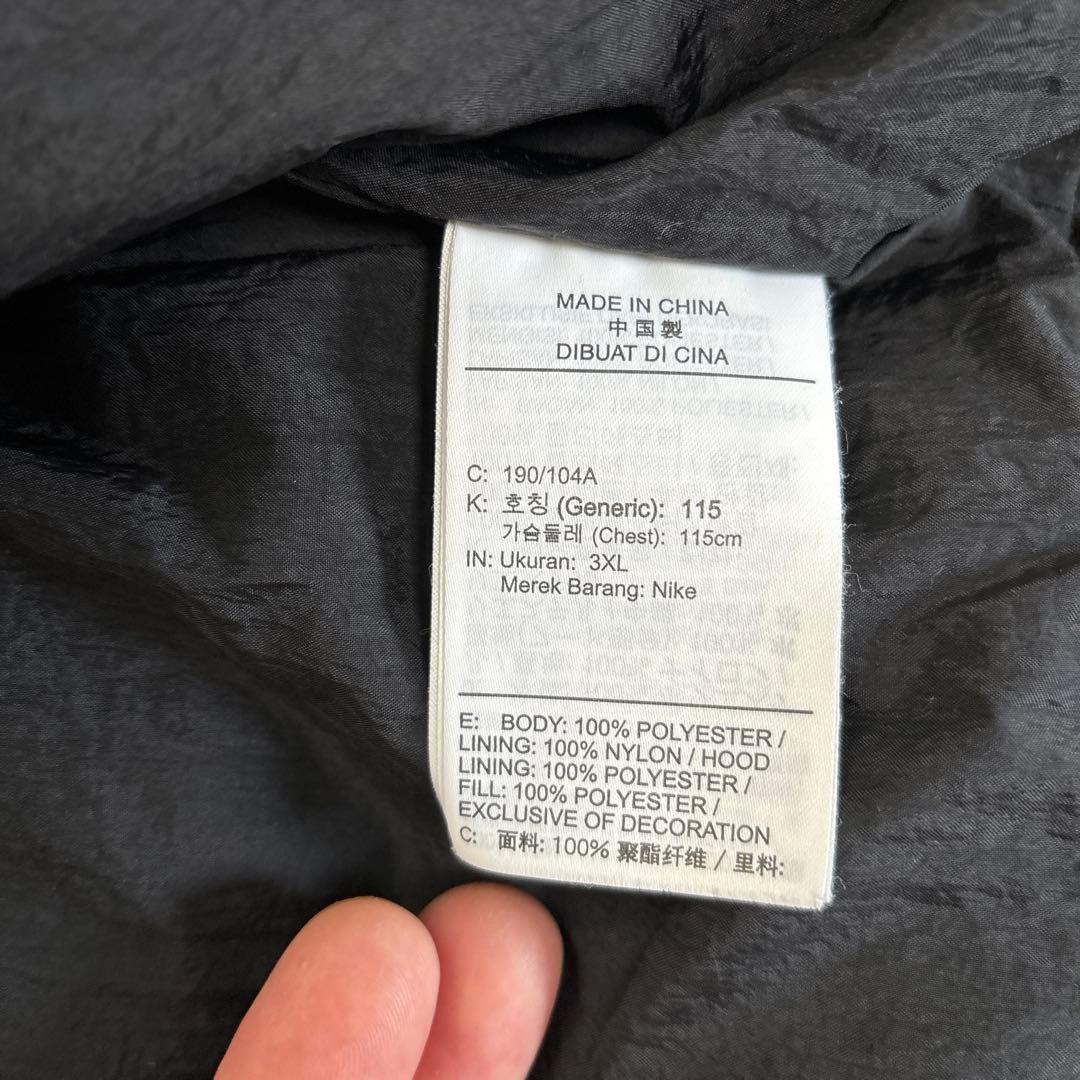 MADE IN CHINA
中国製
DIBUAT DI CINA
C: 190/104A
K: 호칭 (Generic): 115
가슴둘레 (Chest): 115cm
IN: Ukuran: 3XL
Merek Barang: Nike
E: BODY: 100% POLYESTER /
LINING: 100% NYLON / HOOD
LINING: 100% POLYESTER /
FILL: 100% POLYESTER /
EXCLUSIVE OF DECORATION
C: 面料: 100% 聚酯纤维 / 里料: